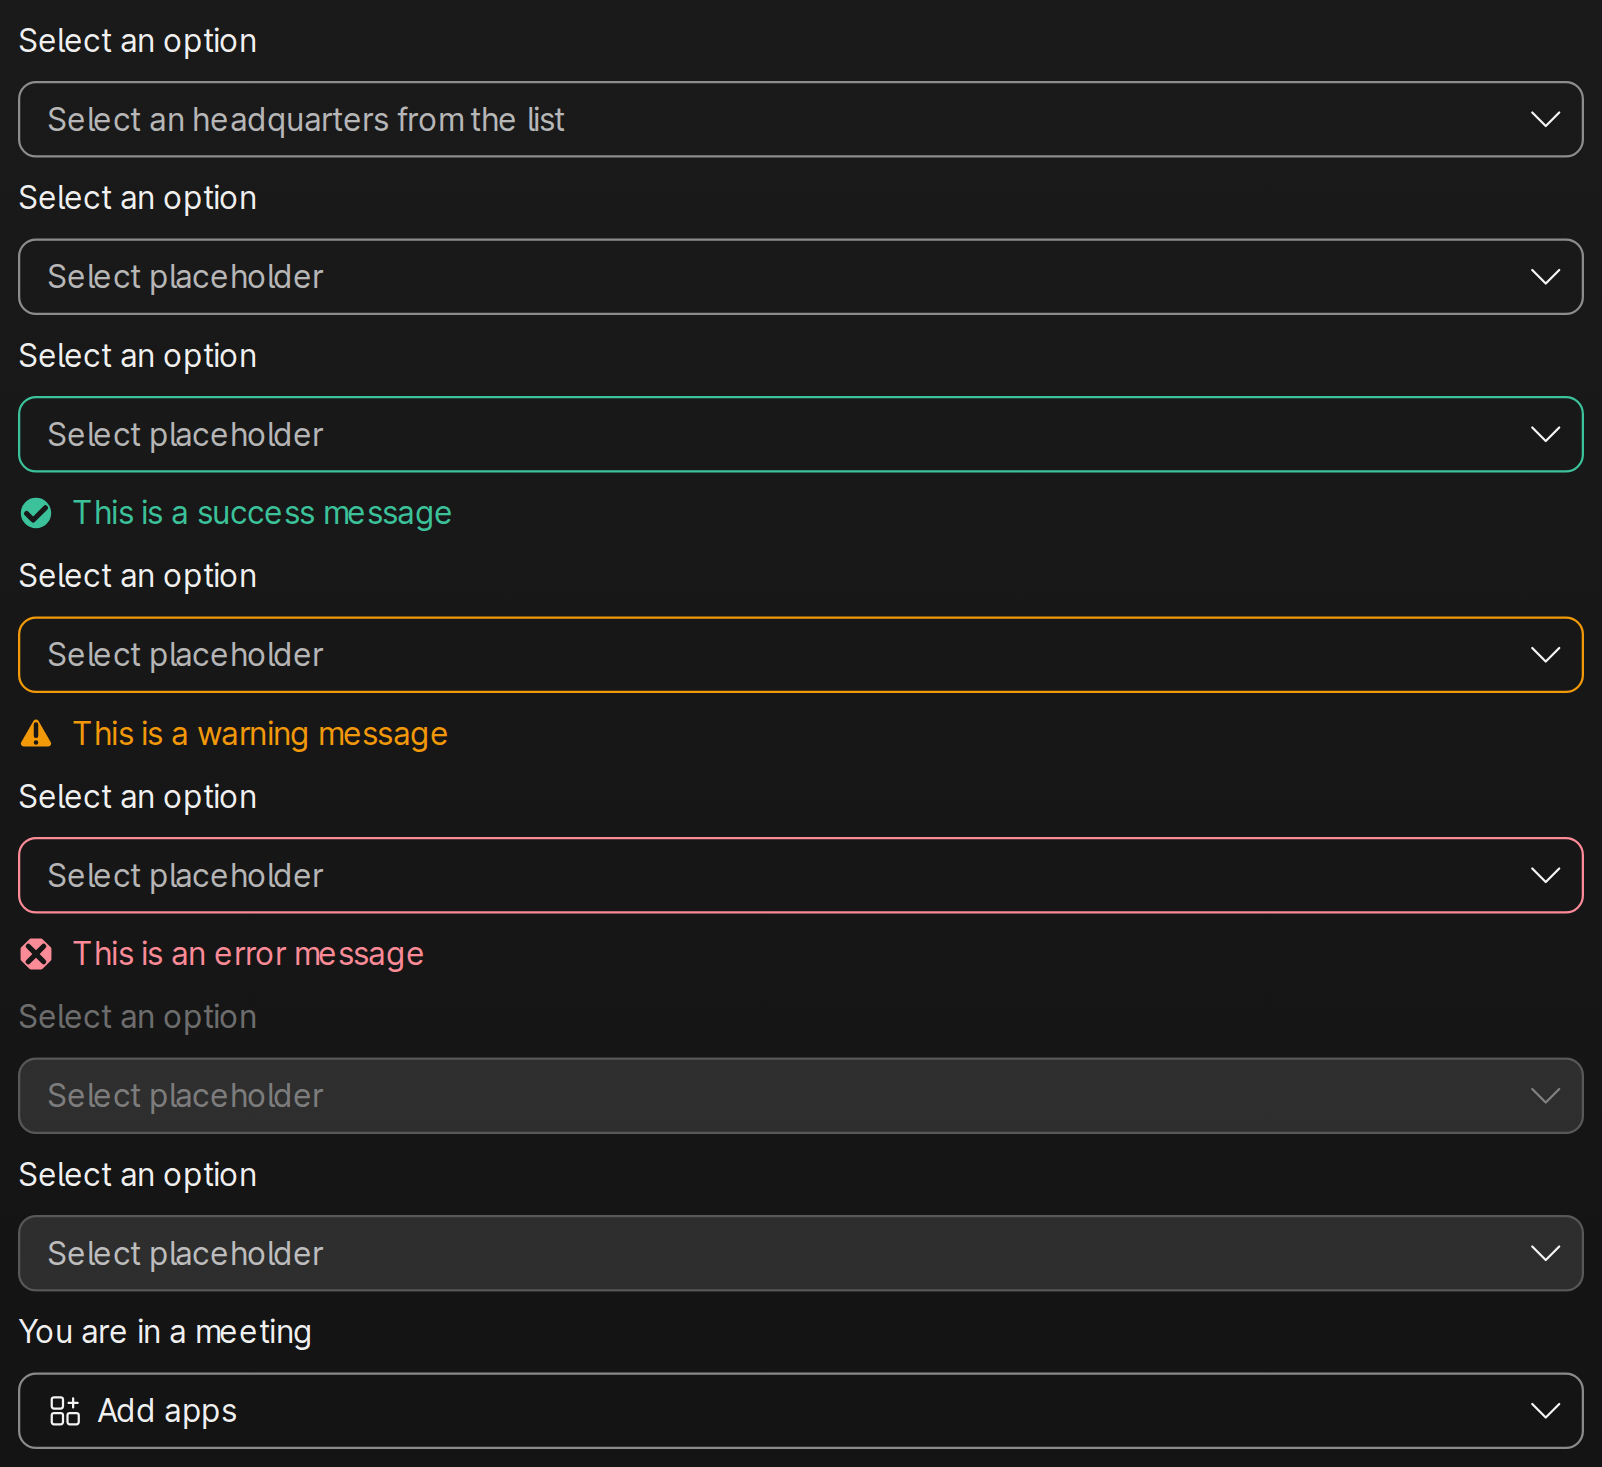 Select an option
Select an headquarters from the list
Select an option
Select placeholder
Select an option
Select placeholder
This is a success message
Select an option
Select placeholder
This is a warning message
Select an option
Select placeholder
This is an error message
Select an option
Select placeholder
Select an option
Select placeholder
You are in a meeting
Add apps